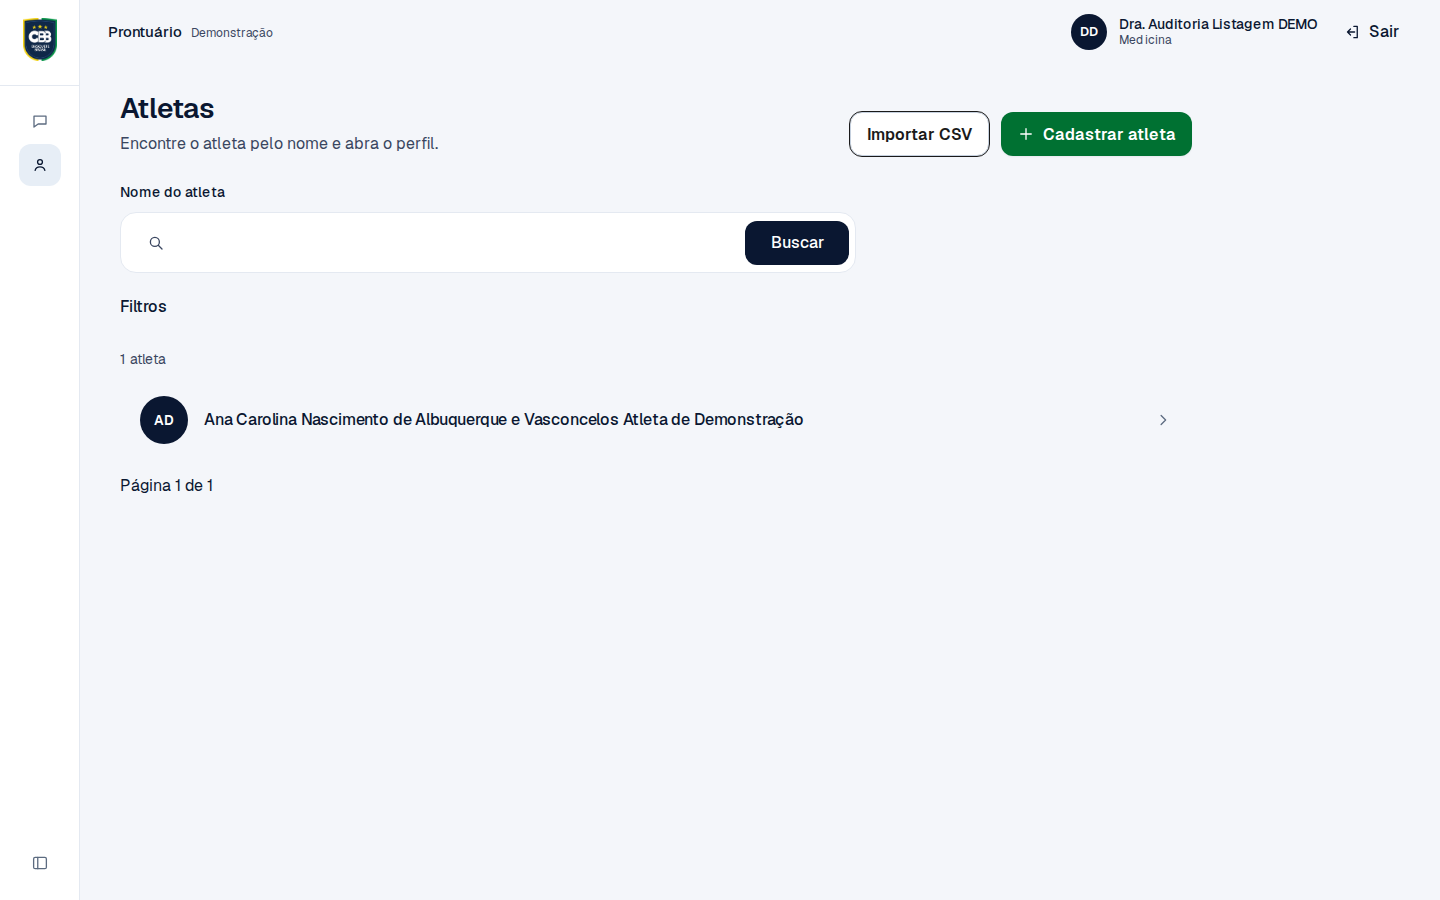 CBB
Prontuário Demonstração
DD
Dra. Auditoria Listagem DEMO
Medicina
Sair
Atletas
Encontre o atleta pelo nome e abra o perfil.
Importar CSV
Cadastrar atleta
Nome do atleta
Buscar
Filtros
1 atleta
AD
Ana Carolina Nascimento de Albuquerque e Vasconcelos Atleta de Demonstração
Página 1 de 1